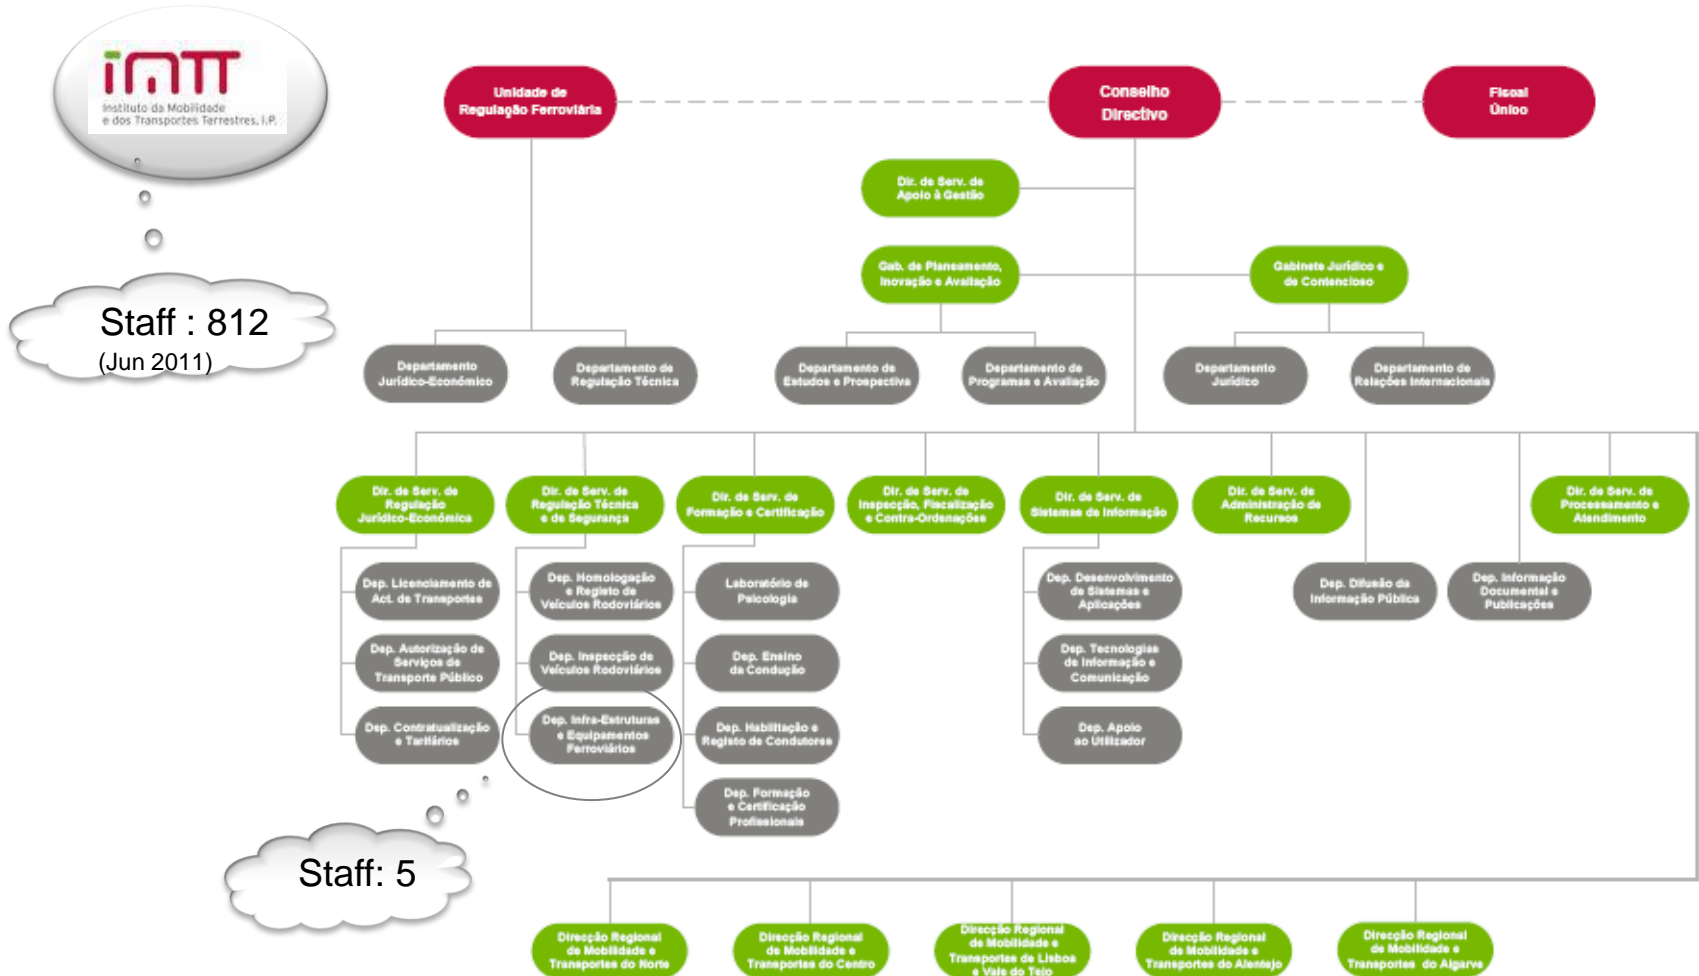 imtt
Instituto da Mobilidade
e dos Transportes Terrestres, I.P.
Unidade de
Regulação Ferroviária
Conselho
Directivo
Fiscal
Único
Dir. de Serv. de
Apoio à Gestão
Gab. de Planeamento,
Inovação e Avaliação
Gabinete Jurídico e
de Contencioso
Staff : 812
(Jun 2011)
Departamento
Jurídico-Económico
Departamento de
Regulação Técnica
Departamento de
Estudos e Prospectiva
Departamento de
Programas e Avaliação
Departamento
Jurídico
Departamento de
Relações Internacionais
Dir. de Serv. de
Regulação
Jurídico-Económica
Dir. de Serv. de
Regulação Técnica
e de Segurança
Dir. de Serv. de
Formação e Certificação
Dir. de Serv. de
Inspecção, Fiscalização
e Contra-Ordenações
Dir. de Serv. de
Sistemas de Informação
Dir. de Serv. de
Administração de
Recursos
Dir. de Serv. de
Processamento e
Atendimento
Dep. Licenciamento de
Act. de Transportes
Dep. Homologação
e Registo de
Veículos Rodoviários
Laboratório de
Psicologia
Dep. Desenvolvimento
de Sistemas e
Aplicações
Dep. Difusão da
Informação Pública
Dep. Informação
Documental e
Publicações
Dep. Autorização de
Serviços de
Transporte Público
Dep. Inspecção de
Veículos Rodoviários
Dep. Ensino
da Condução
Dep. Tecnologias
de Informação e
Comunicação
Dep. Contratualização
e Tarifários
Dep. Infra-Estruturas
e Equipamentos
Ferroviários
Dep. Habilitação e
Registo de Condutores
Dep. Apoio
ao Utilizador
Dep. Formação
e Certificação
Profissionais
Staff: 5
Direcção Regional
de Mobilidade e
Transportes do Norte
Direcção Regional
de Mobilidade e
Transportes do Centro
Direcção Regional
de Mobilidade e
Transportes de Lisboa
e Vale do Tejo
Direcção Regional
de Mobilidade e
Transportes do Alentejo
Direcção Regional
de Mobilidade e
Transportes do Algarve